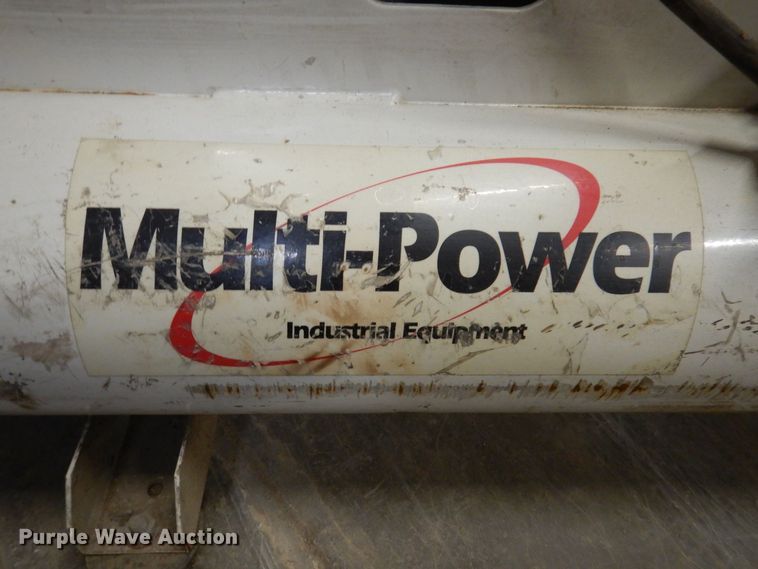 Multi-Power
Industrial Equipment
Purple Wave Auction